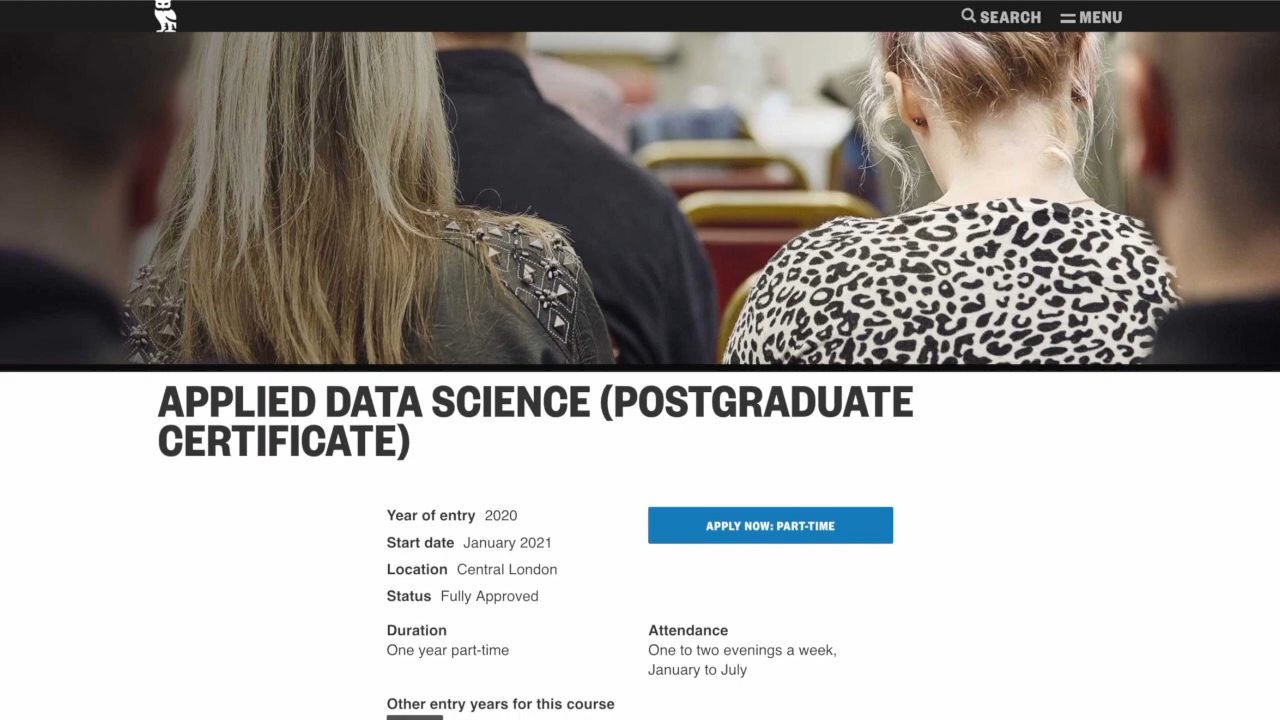 SEARCH MENU
APPLIED DATA SCIENCE (POSTGRADUATE
CERTIFICATE)
Year of entry 2020
APPLY NOW: PART-TIME
Start date January 2021
Location Central London
Status Fully Approved
Duration
One year part-time
Attendance
One to two evenings a week,
January to July
Other entry years for this course